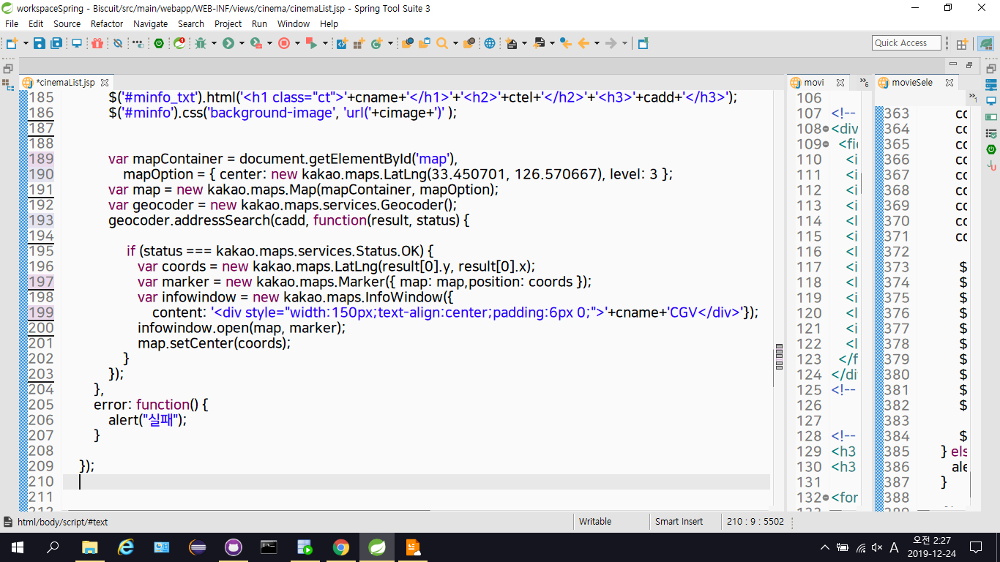 workspaceSpring - Biscuit/src/main/webapp/WEB-INF/views/cinema/cinemaList.jsp - Spring Tool Suite 3
File Edit Source Refactor Navigate Search Project Run Window Help
Quick Access
*cinemaList.jsp
185 $('#minfo_txt').html('<h1 class="ct">'+cname+'</h1>'+'<h2>'+ctel+'</h2>'+'<h3>'+cadd+'</h3>');
186 $('#minfo').css('background-image', 'url('+cimage+')' );
187
188
189 var mapContainer = document.getElementById('map'),
190 mapOption = { center: new kakao.maps.LatLng(33.450701, 126.570667), level: 3 };
191 var map = new kakao.maps.Map(mapContainer, mapOption);
192 var geocoder = new kakao.maps.services.Geocoder();
193 geocoder.addressSearch(cadd, function(result, status) {
194
195 if (status === kakao.maps.services.Status.OK) {
196 var coords = new kakao.maps.LatLng(result[0].y, result[0].x);
197 var marker = new kakao.maps.Marker({ map: map,position: coords });
198 var infowindow = new kakao.maps.InfoWindow({
199 content: '<div style="width:150px;text-align:center;padding:6px 0;">'+cname+'CGV</div>'});
200 infowindow.open(map, marker);
201 map.setCenter(coords);
202 }
203 });
204 },
205 error: function() {
206 alert("실패");
207 }
208
209 });
210
211
movi
6
106
107 <!--
108 <div
109 <fie
110 <i
111 <i
112 <i
113 <i
114 <l
115 <i
116 <l
117 <i
118 <l
119 <i
120 <l
121 <i
122 <l
123 </f
124 </di
125 <!--
126
127
128 <!--
129 <h3
130 <h3
131
132 <for
movieSele
1
363 cc
364 cc
365 cc
366 cc
367 cc
368 cc
369 cc
370 cc
371 cc
372
373 $
374 $
375 $
376 $
377 $
378 $
379 $
380 $
381 $
382 $
383
384 $
385 } els
386 ale
387 }
388
html/body/script/#text
Writable
Smart Insert
210 : 9 : 5502
A
오전 2:27
2019-12-24